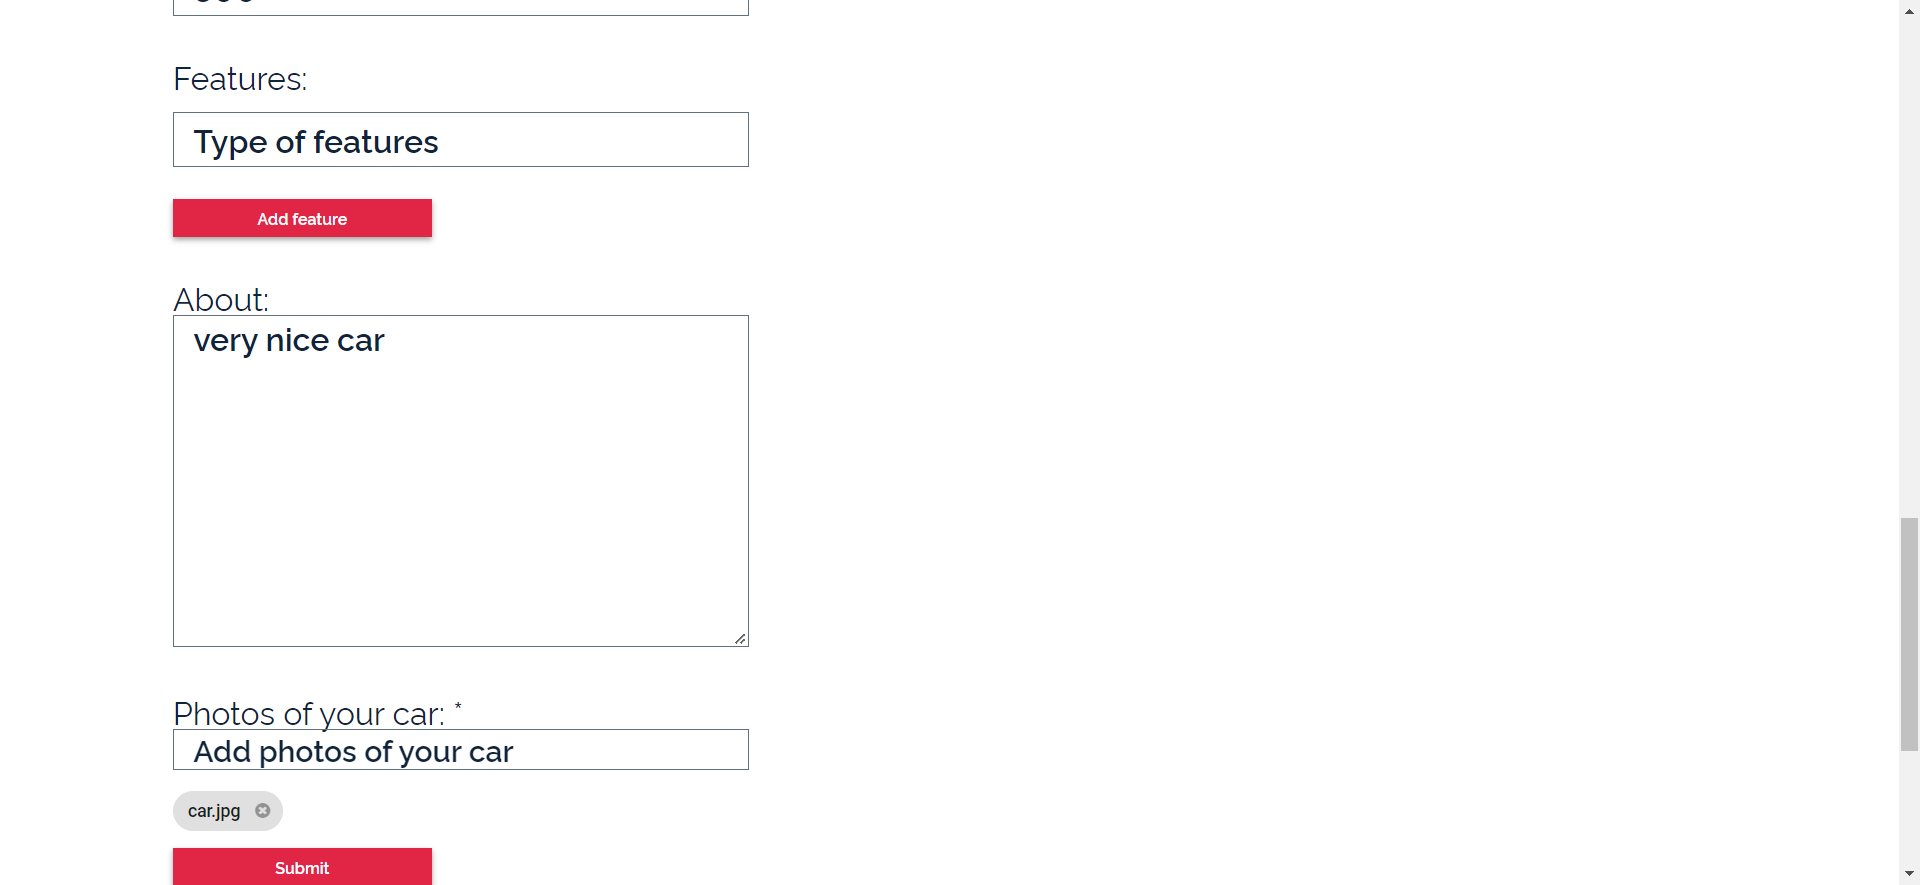 Features:
Type of features
Add feature
About:
very nice car
Photos of your car: *
Add photos of your car
car.jpg
Submit